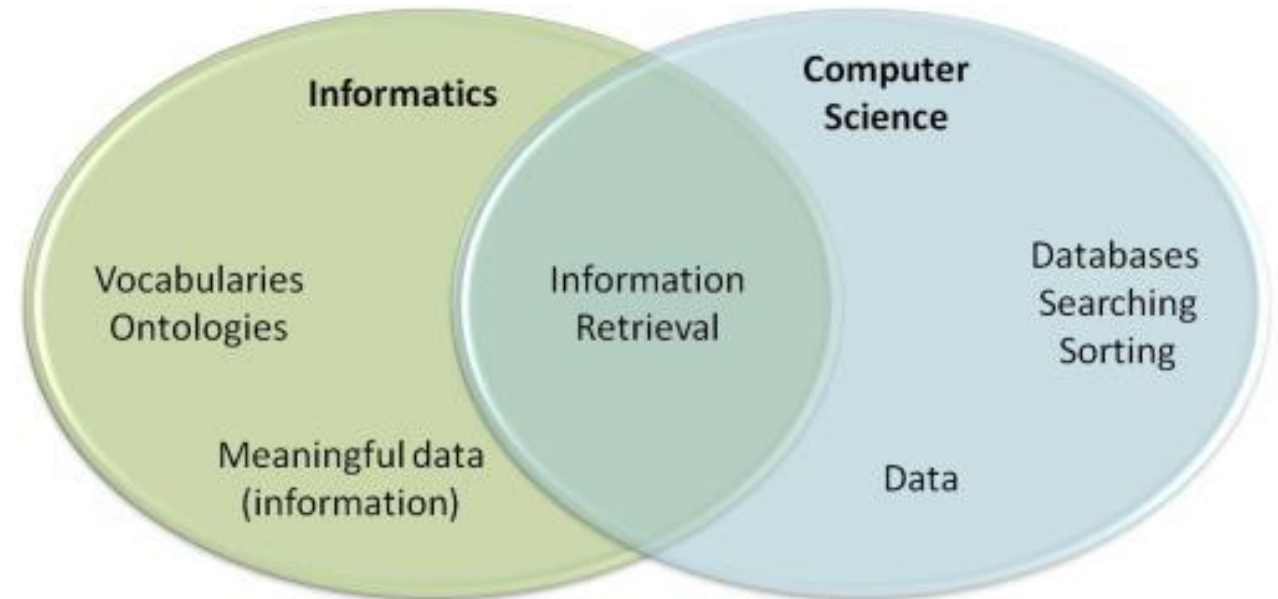 Informatics
Vocabularies
Ontologies
Meaningful data
(information)
Information
Retrieval
Computer
Science
Databases
Searching
Sorting
Data